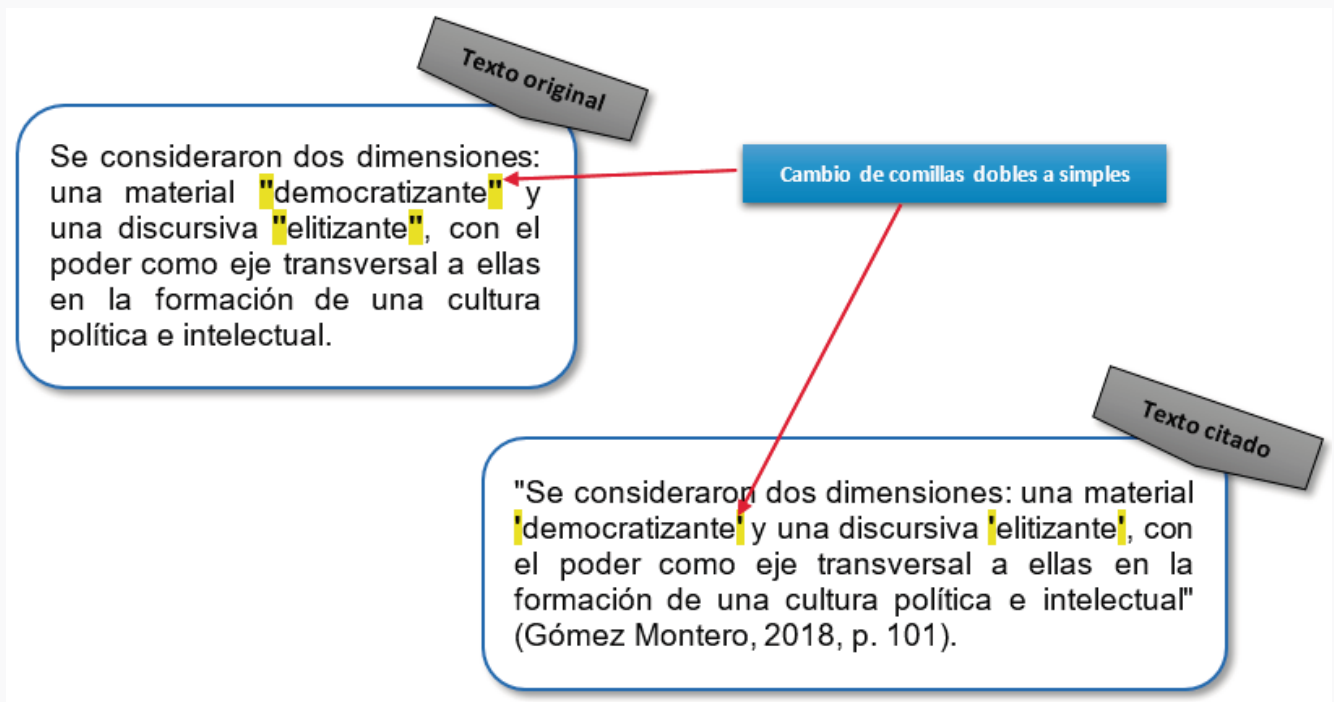 Texto original
Se consideraron dos dimensiones:
una material "democratizante" y
una discursiva "elitizante", con el
poder como eje transversal a ellas
en la formación de una cultura
política e intelectual.
Cambio de comillas dobles a simples
Texto citado
"Se consideraron dos dimensiones: una material
'democratizante' y una discursiva 'elitizante', con
el poder como eje transversal a ellas en la
formación de una cultura política e intelectual"
(Gómez Montero, 2018, p. 101).